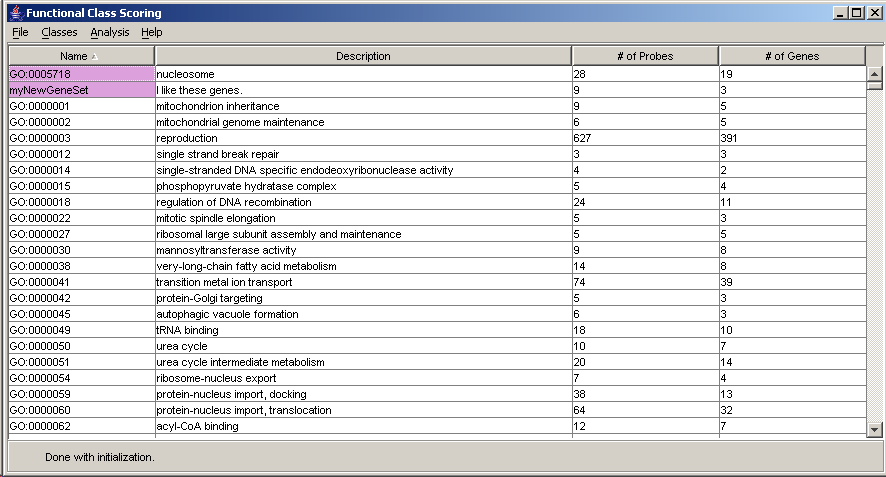 Functional Class Scoring
File Classes Analysis Help
Name Description # of Probes # of Genes
GO:0005718 nucleosome 28 19
myNewGeneSet I like these genes. 9 3
GO:0000001 mitochondrion inheritance 9 5
GO:0000002 mitochondrial genome maintenance 6 5
GO:0000003 reproduction 627 391
GO:0000012 single strand break repair 3 3
GO:0000014 single-stranded DNA specific endodeoxyribonuclease activity 4 2
GO:0000015 phosphopyruvate hydratase complex 5 4
GO:0000018 regulation of DNA recombination 24 11
GO:0000022 mitotic spindle elongation 5 3
GO:0000027 ribosomal large subunit assembly and maintenance 5 5
GO:0000030 mannosyltransferase activity 9 8
GO:0000038 very-long-chain fatty acid metabolism 14 8
GO:0000041 transition metal ion transport 74 39
GO:0000042 protein-Golgi targeting 5 3
GO:0000045 autophagic vacuole formation 6 3
GO:0000049 tRNA binding 18 10
GO:0000050 urea cycle 10 7
GO:0000051 urea cycle intermediate metabolism 20 14
GO:0000054 ribosome-nucleus export 7 4
GO:0000059 protein-nucleus import, docking 38 13
GO:0000060 protein-nucleus import, translocation 64 32
GO:0000062 acyl-CoA binding 12 7
Done with initialization.